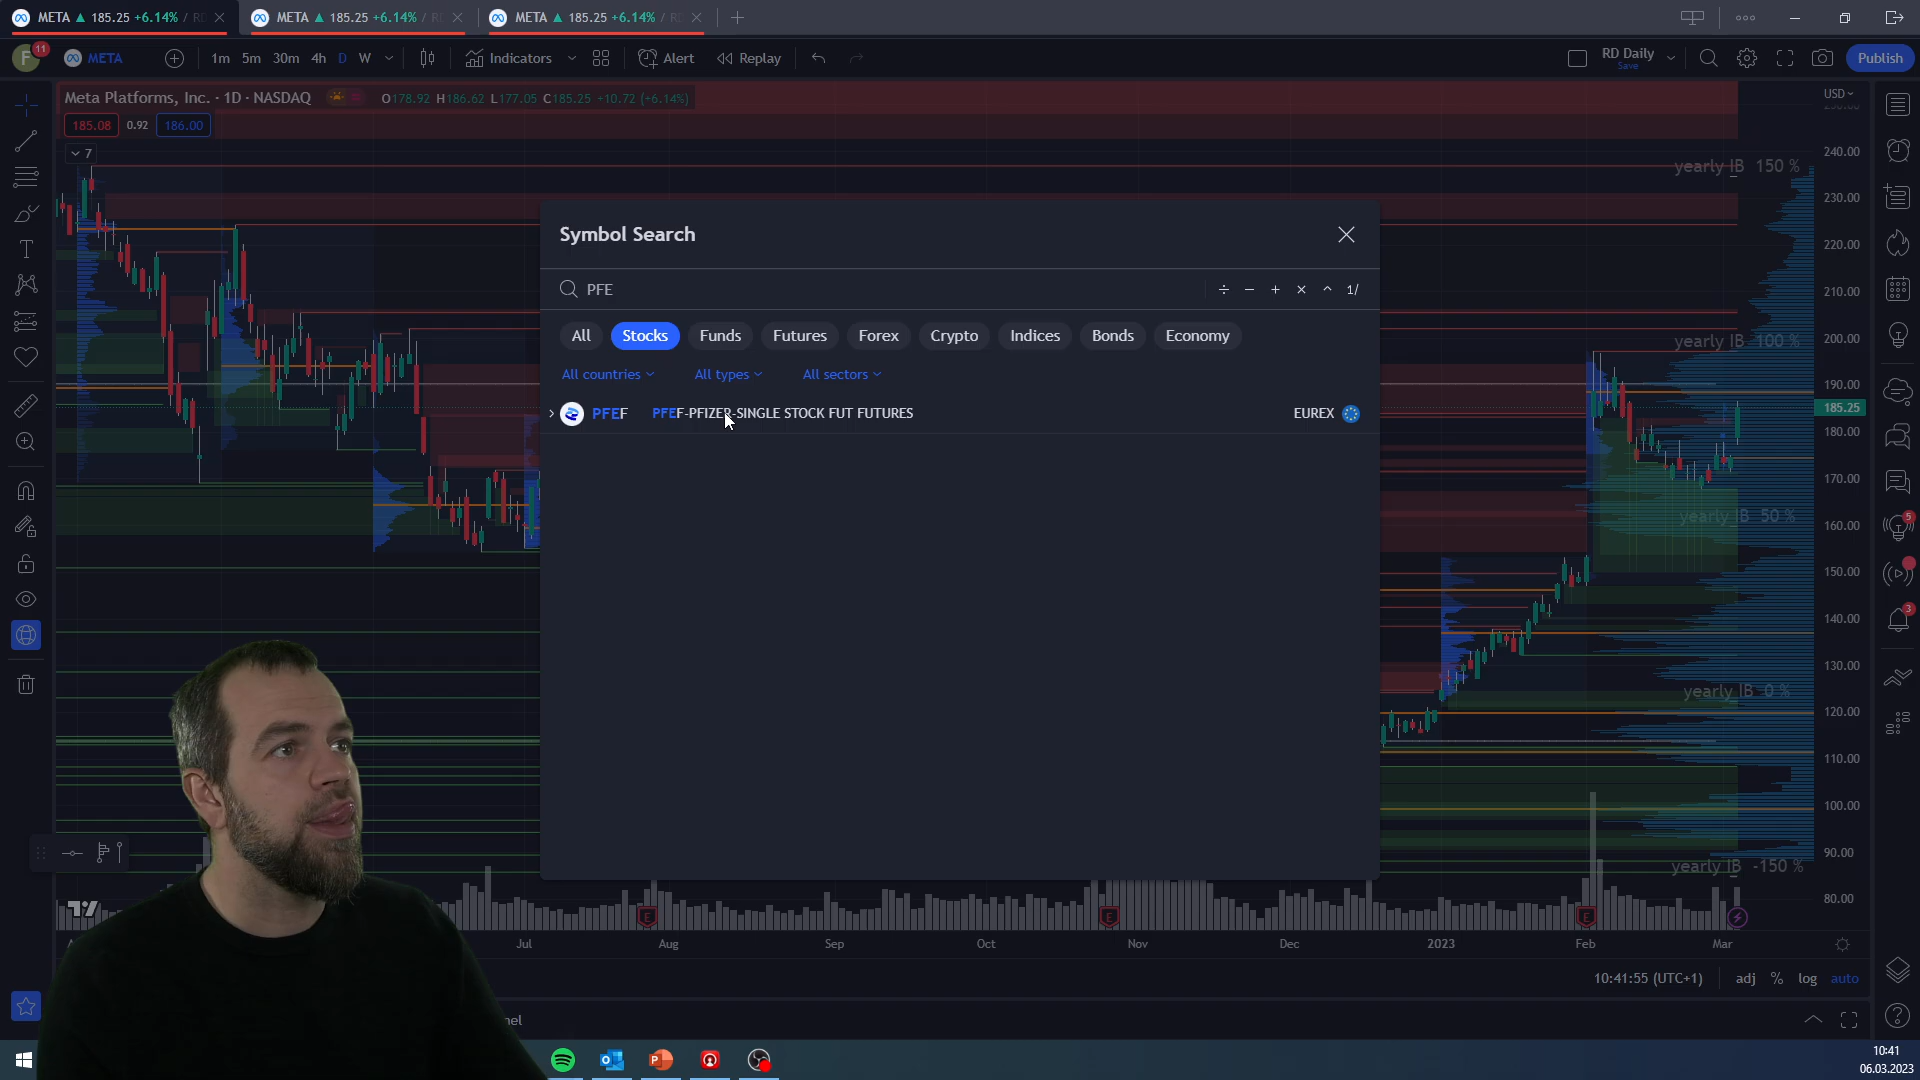 META ▲ 185.25 +6.14% / RD
META ▲ 185.25 +6.14% / R
META ▲ 185.25 +6.14% / R
F 11 META 1m 5m 30m 4h D W Indicators Alert Replay RD Daily Save Publish
Meta Platforms, Inc. · 1D · NASDAQ O178.92 H186.62 L177.05 C185.25 +10.72 (+6.14%) USD
185.08 0.92 186.00
7
240.00
yearly IB 150 %
230.00
220.00
210.00
200.00
yearly IB 100 %
190.00
185.25
180.00
170.00
160.00
yearly IB 50 %
150.00
140.00
130.00
yearly IB 0 %
120.00
110.00
100.00
90.00
yearly IB -150 %
80.00
Symbol Search
PFE ÷ − + × ^ 1/
All Stocks Funds Futures Forex Crypto Indices Bonds Economy
All countries All types All sectors
PFEF PFEF-PFIZER-SINGLE STOCK FUT FUTURES EUREX
5
3
E E E
Jul Aug Sep Oct Nov Dec 2023 Feb Mar
10:41:55 (UTC+1) adj % log auto
nel
10:41
06.03.2023